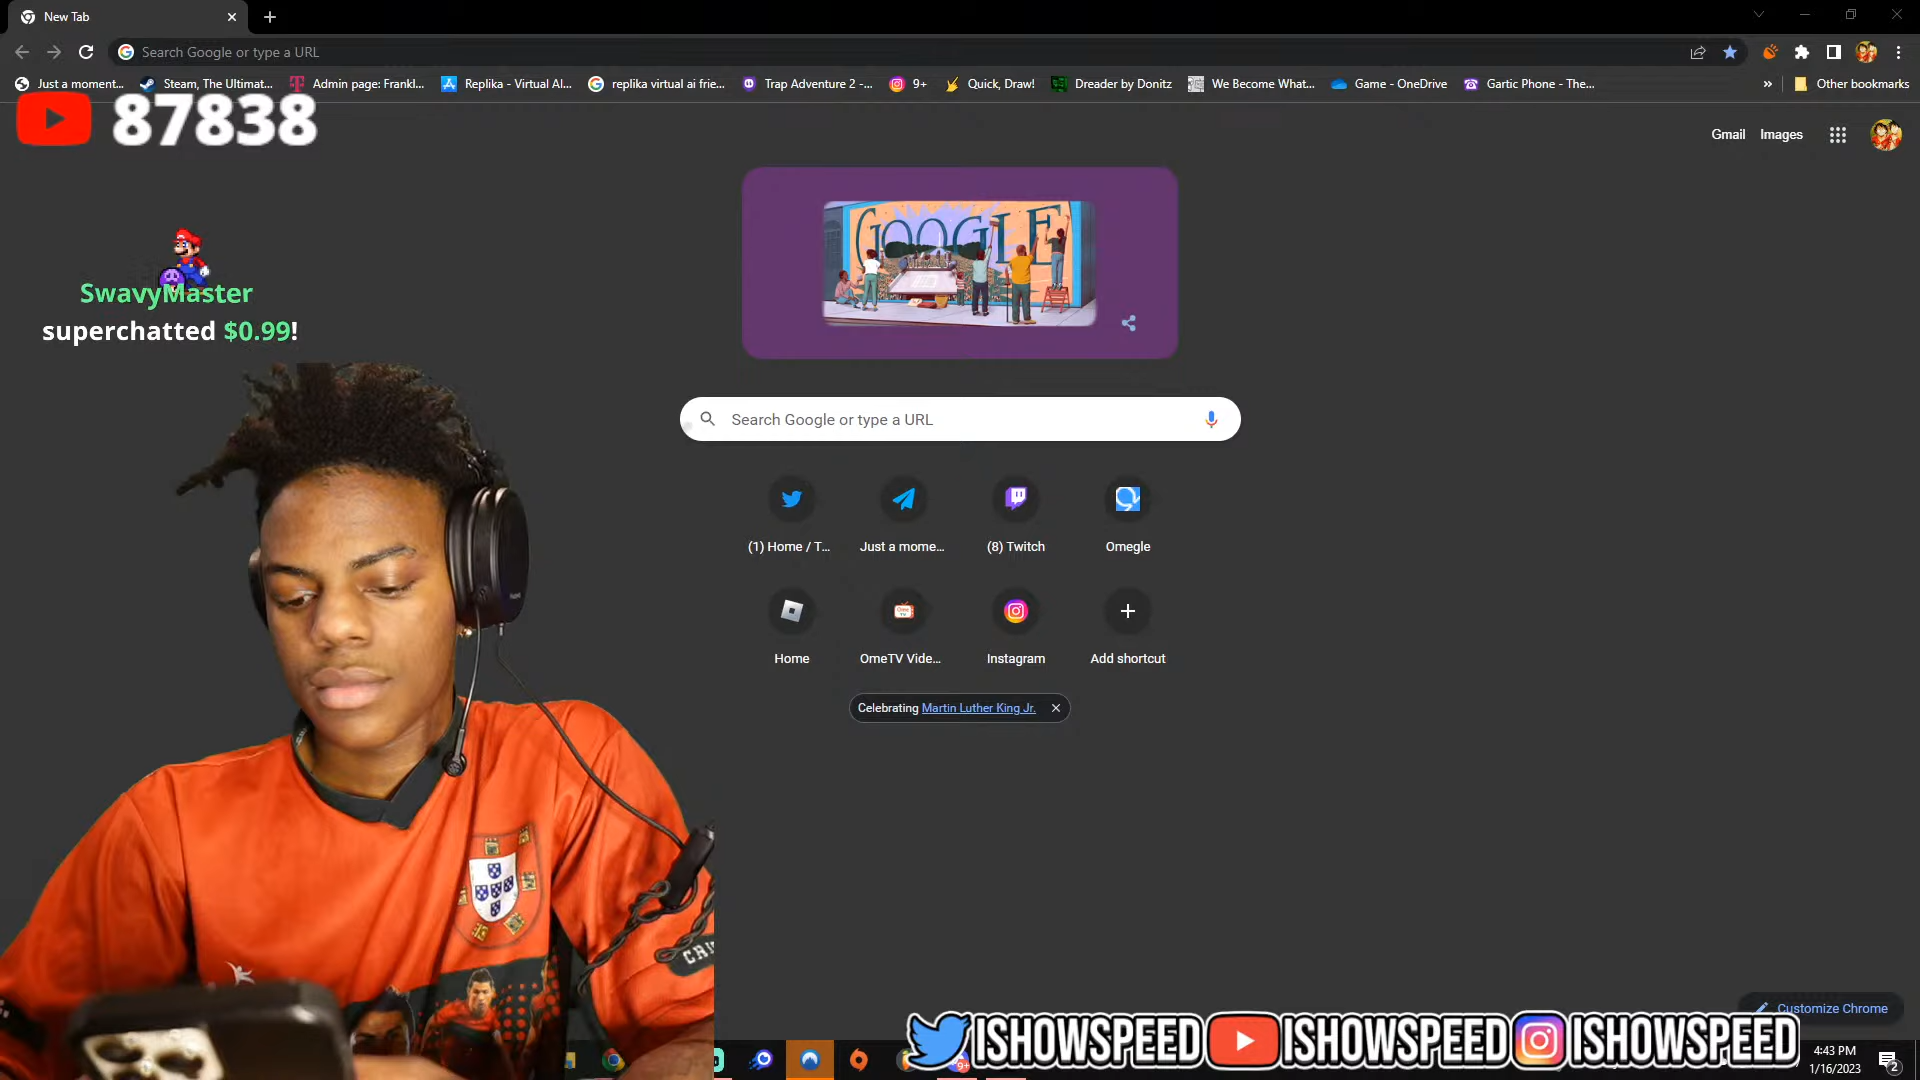 New Tab
Search Google or type a URL
Just a moment...
Steam, The Ultimat...
Admin page: Frankl...
Replika - Virtual AI...
replika virtual ai frie...
Trap Adventure 2 -...
9+
Quick, Draw!
Dreader by Donitz
We Become What...
Game - OneDrive
Gartic Phone - The...
»
Other bookmarks
87838
Gmail
Images
GOOGLE
SwavyMaster
superchatted $0.99!
Search Google or type a URL
(1) Home / T...
Just a mome...
(8) Twitch
Omegle
Home
OmeTV Vide...
Instagram
Add shortcut
Celebrating Martin Luther King Jr.
Customize Chrome
ISHOWSPEED
ISHOWSPEED
ISHOWSPEED
9+
4:43 PM
1/16/2023
2